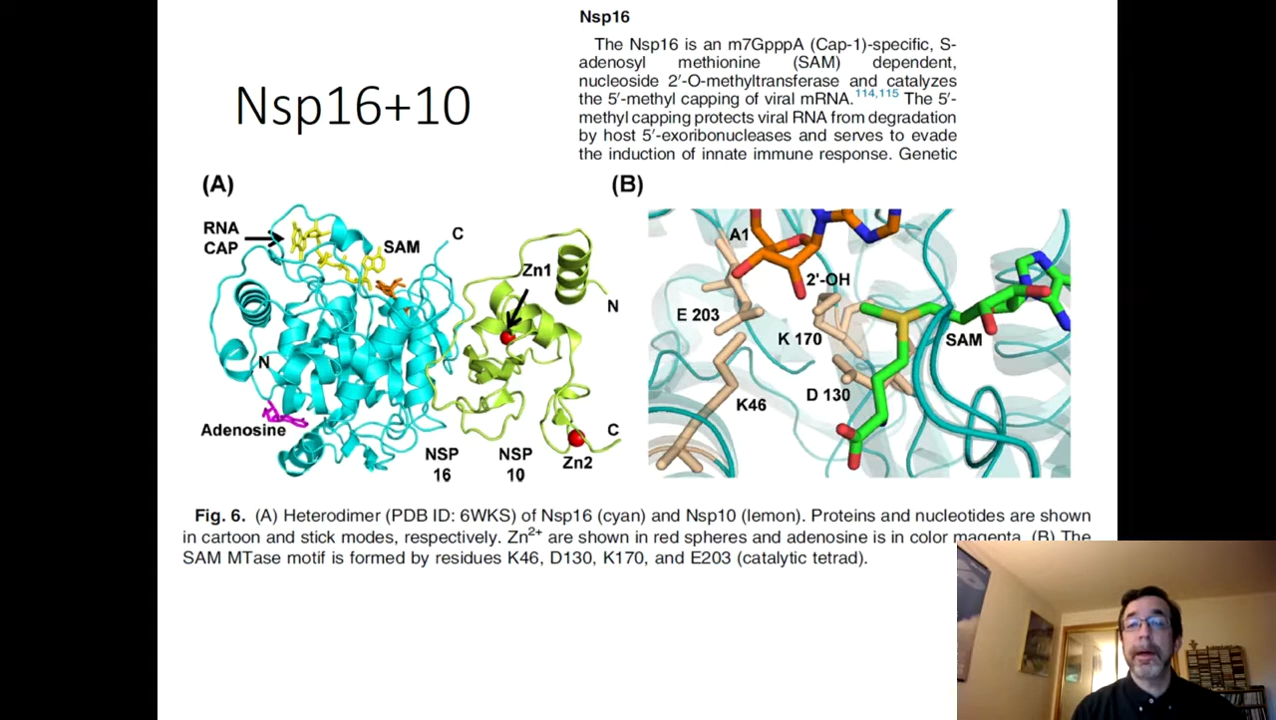 Nsp16
The Nsp16 is an m7GpppA (Cap-1)-specific, S-
adenosyl methionine (SAM) dependent,
nucleoside 2′-O-methyltransferase and catalyzes
the 5′-methyl capping of viral mRNA.114,115 The 5′-
methyl capping protects viral RNA from degradation
by host 5′-exoribonucleases and serves to evade
the induction of innate immune response. Genetic
Nsp16+10
(A)
RNA
CAP
SAM
C
Zn1
N
N
Adenosine
NSP
16
NSP
10
C
Zn2
(B)
A1
2'-OH
E 203
K 170
SAM
D 130
K46
Fig. 6. (A) Heterodimer (PDB ID: 6WKS) of Nsp16 (cyan) and Nsp10 (lemon). Proteins and nucleotides are shown
in cartoon and stick modes, respectively. Zn2+ are shown in red spheres and adenosine is in color magenta. (B) The
SAM MTase motif is formed by residues K46, D130, K170, and E203 (catalytic tetrad).